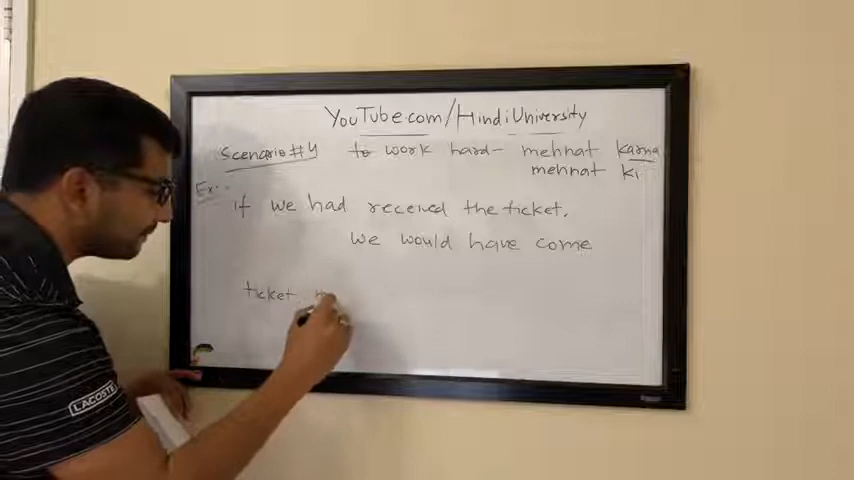 YouTube.com/HindiUniversity
Scenario#4 to work hard- mehnat karna
mehnat ki
Ex:-
if we had received the ticket,
we would have come
ticket
LACOSTE